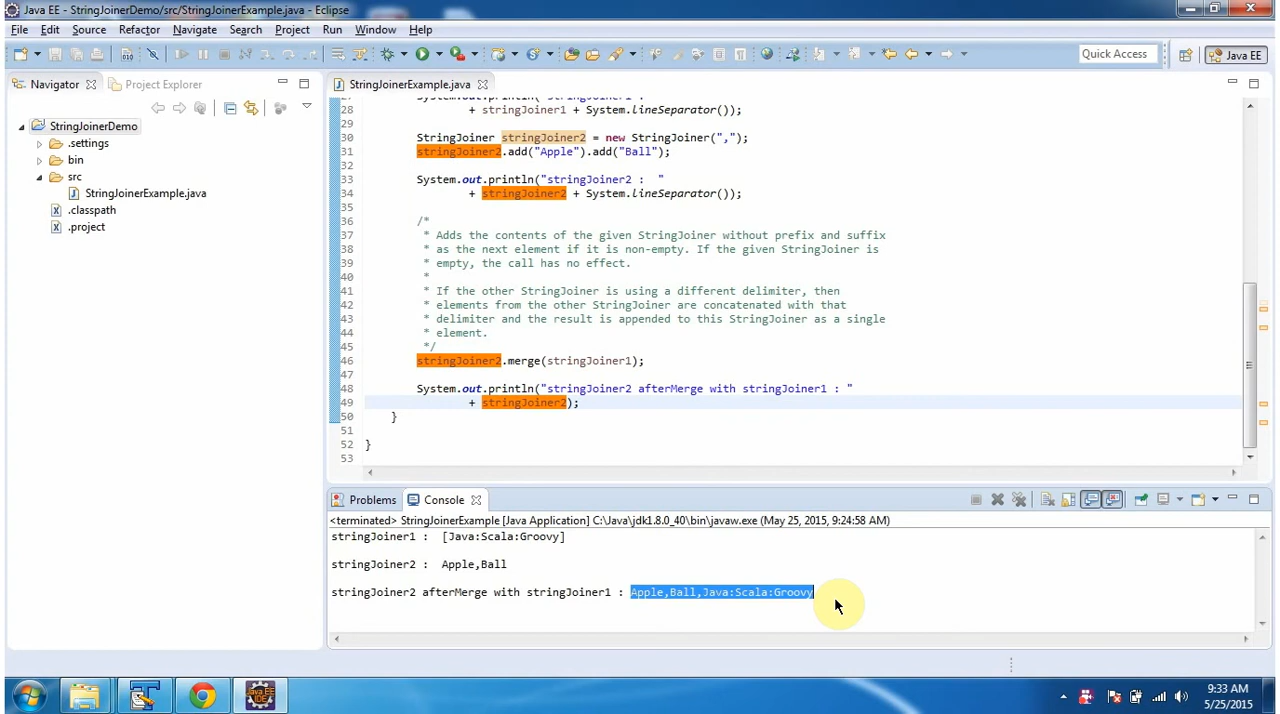 Java EE - StringJoinerDemo/src/StringJoinerExample.java - Eclipse
File Edit Source Refactor Navigate Search Project Run Window Help
Quick Access
Java EE
Navigator
Project Explorer
StringJoinerDemo
.settings
bin
src
StringJoinerExample.java
.classpath
.project
StringJoinerExample.java
27 System.out.println("stringJoiner1 :
28 + stringJoiner1 + System.lineSeparator());
29
30 StringJoiner stringJoiner2 = new StringJoiner(",");
31 stringJoiner2.add("Apple").add("Ball");
32
33 System.out.println("stringJoiner2 :  "
34 + stringJoiner2 + System.lineSeparator());
35
36 /*
37 * Adds the contents of the given StringJoiner without prefix and suffix
38 * as the next element if it is non-empty. If the given StringJoiner is
39 * empty, the call has no effect.
40 *
41 * If the other StringJoiner is using a different delimiter, then
42 * elements from the other StringJoiner are concatenated with that
43 * delimiter and the result is appended to this StringJoiner as a single
44 * element.
45 */
46 stringJoiner2.merge(stringJoiner1);
47
48 System.out.println("stringJoiner2 afterMerge with stringJoiner1 : "
49 + stringJoiner2);
50 }
51
52 }
53
Problems
Console
<terminated> StringJoinerExample [Java Application] C:\Java\jdk1.8.0_40\bin\javaw.exe (May 25, 2015, 9:24:58 AM)
stringJoiner1 :  [Java:Scala:Groovy]
stringJoiner2 :  Apple,Ball
stringJoiner2 afterMerge with stringJoiner1 : Apple,Ball,Java:Scala:Groovy
Java EE
IDE
9:33 AM
5/25/2015